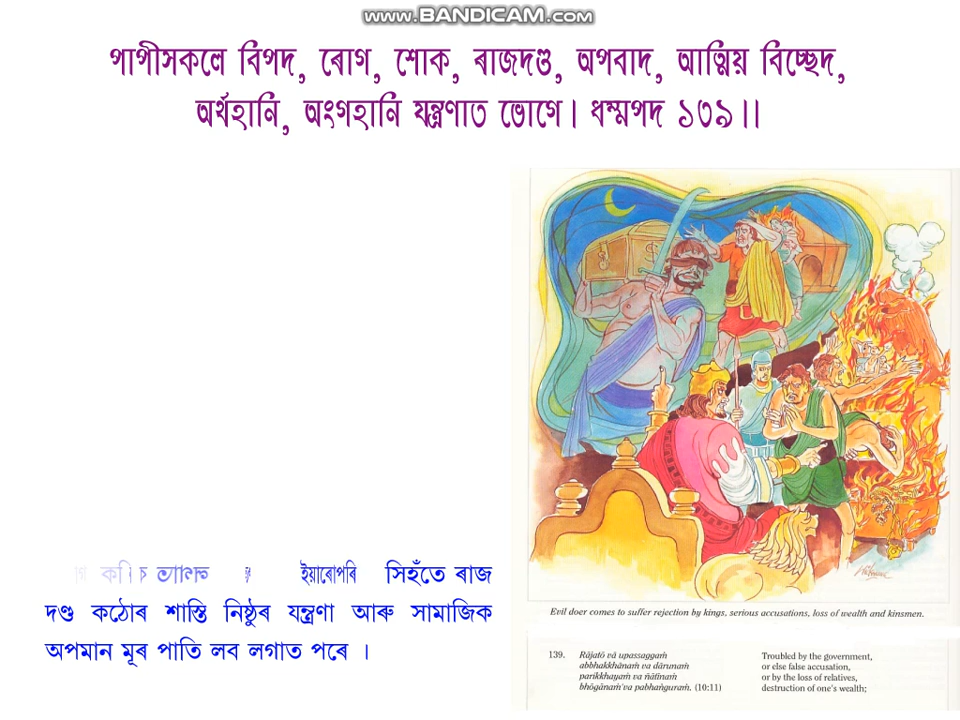 www.BANDICAM.com
পাপীসকলে বিপদ, ৰোগ, শোক, ৰাজদণ্ড, অপবাদ, আত্মিয় বিচ্ছেদ,
অৰ্থহানি, অংগহানি যন্ত্ৰণাত ভোগে। ধম্মপদ ১৩৯।।
ইয়াৰোপৰি সিহঁতে ৰাজ
দণ্ড কঠোৰ শাস্তি নিষ্ঠুৰ যন্ত্ৰণা আৰু সামাজিক
অপমান মূৰ পাতি লব লগাত পৰে ।
Evil doer comes to suffer rejection by kings, serious accusations, loss of wealth and kinsmen.
139. Rājatō vā upassaggaṁ
abbhakkhānaṁ va dāruṇaṁ
parikkhayaṁ va ñātīnaṁ
bhōgānaṁ'va pabhaṅguraṁ. (10:11)
Troubled by the government,
or else false accusation,
or by the loss of relatives,
destruction of one's wealth;